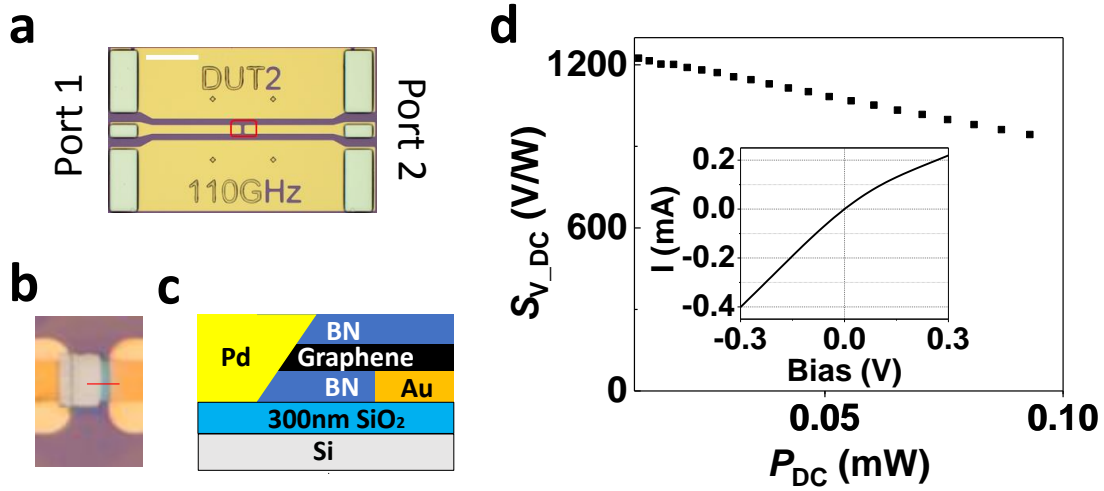 a
Port 1
DUT2
110GHz
Port 2
b
c
BN
Pd
Graphene
BN
Au
300nm SiO₂
Si
d
S_V_DC (V/W)
1200
600
0
0.05
0.10
P_DC (mW)
I (mA)
0.2
0.0
-0.2
-0.4
-0.3
0.0
0.3
Bias (V)